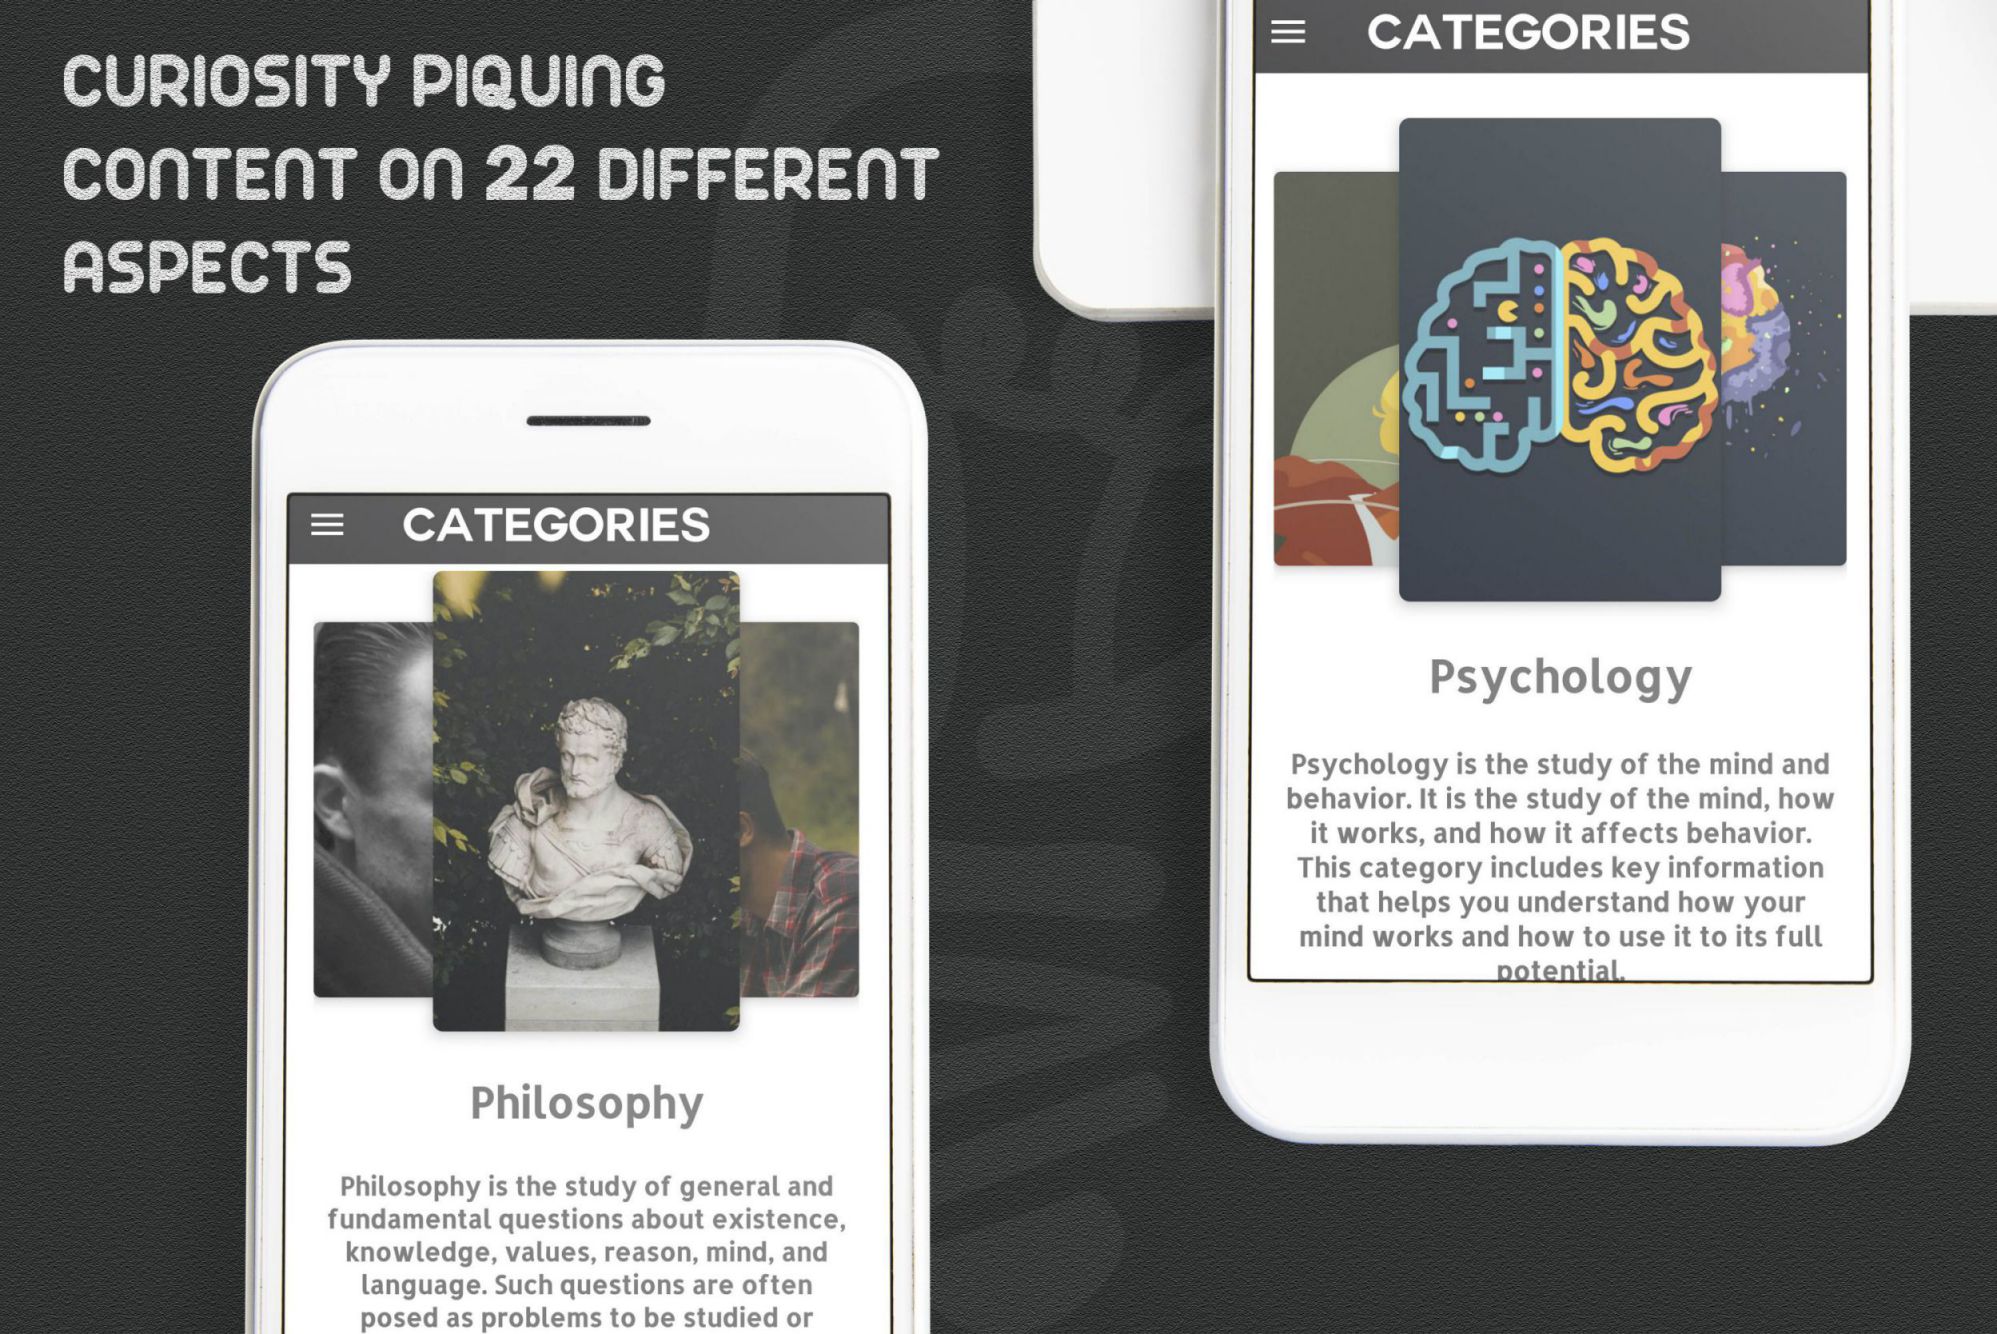 CURIOSITY PIQUING
CONTENT ON 22 DIFFERENT
ASPECTS
CATEGORIES
Philosophy
Philosophy is the study of general and
fundamental questions about existence,
knowledge, values, reason, mind, and
language. Such questions are often
posed as problems to be studied or
CATEGORIES
Psychology
Psychology is the study of the mind and
behavior. It is the study of the mind, how
it works, and how it affects behavior.
This category includes key information
that helps you understand how your
mind works and how to use it to its full
potential.